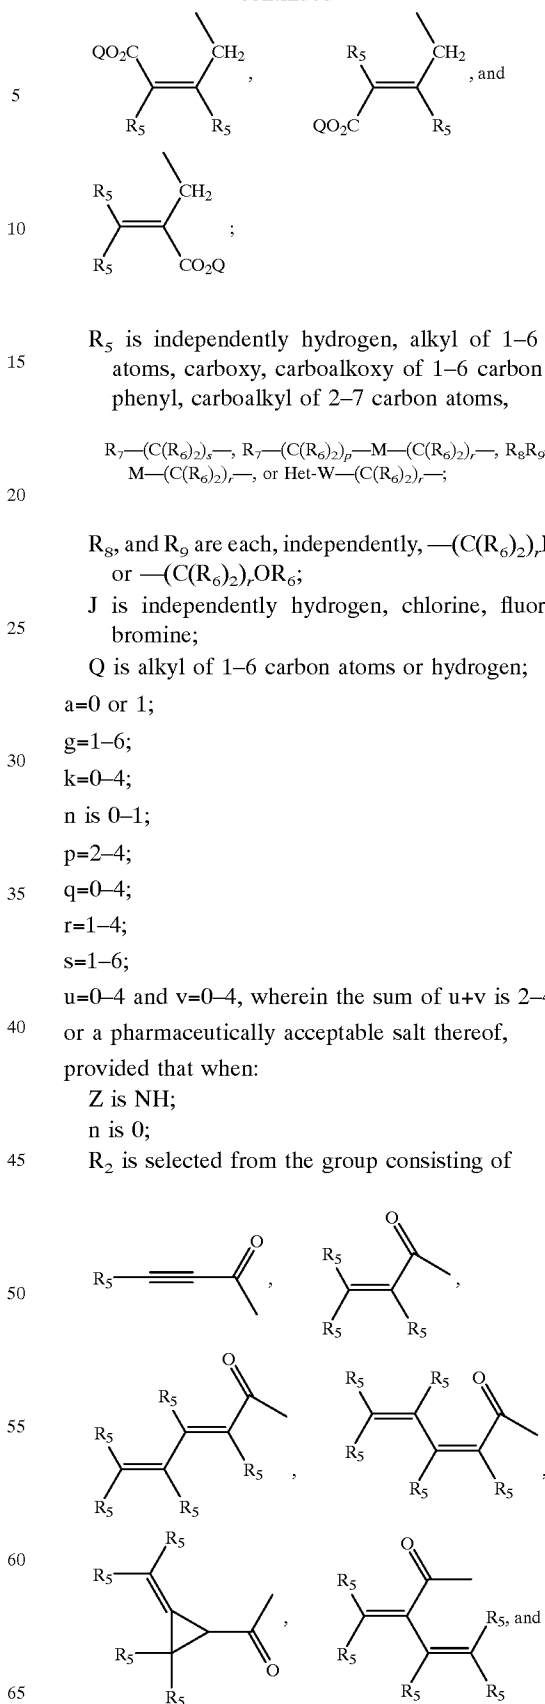 QO₂C CH₂ , R₅ CH₂ , and
5
R₅ R₅ QO₂C R₅
R₅ CH₂
10 ;
R₅ CO₂Q
R₅ is independently hydrogen, alkyl of 1–6
15
atoms, carboxy, carboalkoxy of 1–6 carbon
phenyl, carboalkyl of 2–7 carbon atoms,
R₇—(C(R₆)₂)ₛ—, R₇—(C(R₆)₂)ₚ—M—(C(R₆)₂)ᵣ—, R₈R₉
M—(C(R₆)₂)ᵣ—, or Het-W—(C(R₆)₂)ᵣ—;
20
R₈, and R₉ are each, independently, —(C(R₆)₂)ᵣ
or —(C(R₆)₂)ᵣOR₆;
J is independently hydrogen, chlorine, fluor
25
bromine;
Q is alkyl of 1–6 carbon atoms or hydrogen;
a=0 or 1;
g=1–6;
30
k=0–4;
n is 0–1;
p=2–4;
35 q=0–4;
r=1–4;
s=1–6;
u=0–4 and v=0–4, wherein the sum of u+v is 2–4
40 or a pharmaceutically acceptable salt thereof,
provided that when:
Z is NH;
n is 0;
45 R₂ is selected from the group consisting of
O O
R₅ , R₅ ,
50
R₅ R₅
O R₅ R₅ O
R₅
55 R₅ R₅
R₅ , R₅ R₅ ,
R₅ R₅
R₅
60 R₅ O
, R₅ R₅, and
R₅ O R₅
R₅ R₅ R₅
65